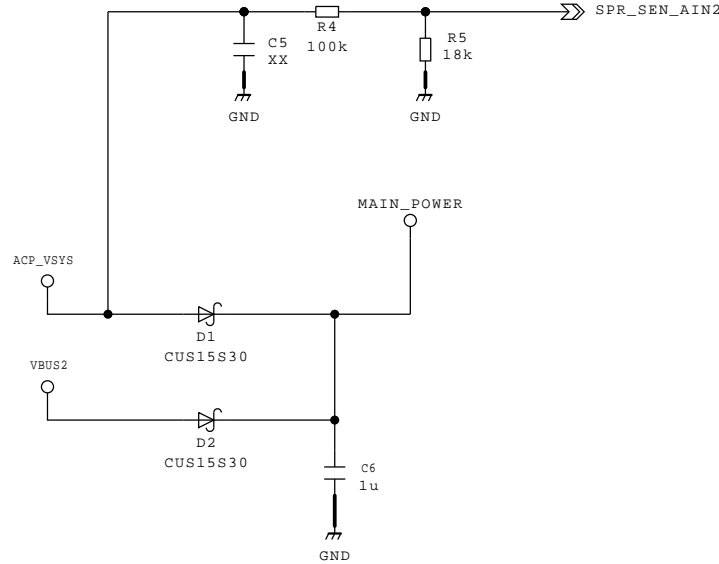 SPR_SEN_AIN2
R4
100k
C5
XX
R5
18k
GND
GND
MAIN_POWER
ACP_VSYS
D1
CUS15S30
VBUS2
D2
CUS15S30
C6
1u
GND